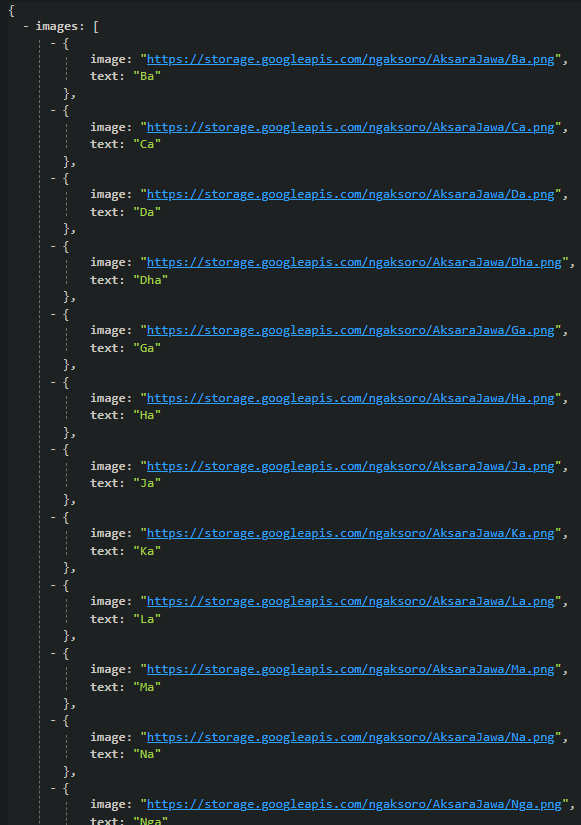 {
- images: [
- {
image: "https://storage.googleapis.com/ngaksoro/AksaraJawa/Ba.png",
text: "Ba"
},
- {
image: "https://storage.googleapis.com/ngaksoro/AksaraJawa/Ca.png",
text: "Ca"
},
- {
image: "https://storage.googleapis.com/ngaksoro/AksaraJawa/Da.png",
text: "Da"
},
- {
image: "https://storage.googleapis.com/ngaksoro/AksaraJawa/Dha.png",
text: "Dha"
},
- {
image: "https://storage.googleapis.com/ngaksoro/AksaraJawa/Ga.png",
text: "Ga"
},
- {
image: "https://storage.googleapis.com/ngaksoro/AksaraJawa/Ha.png",
text: "Ha"
},
- {
image: "https://storage.googleapis.com/ngaksoro/AksaraJawa/Ja.png",
text: "Ja"
},
- {
image: "https://storage.googleapis.com/ngaksoro/AksaraJawa/Ka.png",
text: "Ka"
},
- {
image: "https://storage.googleapis.com/ngaksoro/AksaraJawa/La.png",
text: "La"
},
- {
image: "https://storage.googleapis.com/ngaksoro/AksaraJawa/Ma.png",
text: "Ma"
},
- {
image: "https://storage.googleapis.com/ngaksoro/AksaraJawa/Na.png",
text: "Na"
},
- {
image: "https://storage.googleapis.com/ngaksoro/AksaraJawa/Nga.png",
text: "Nga"